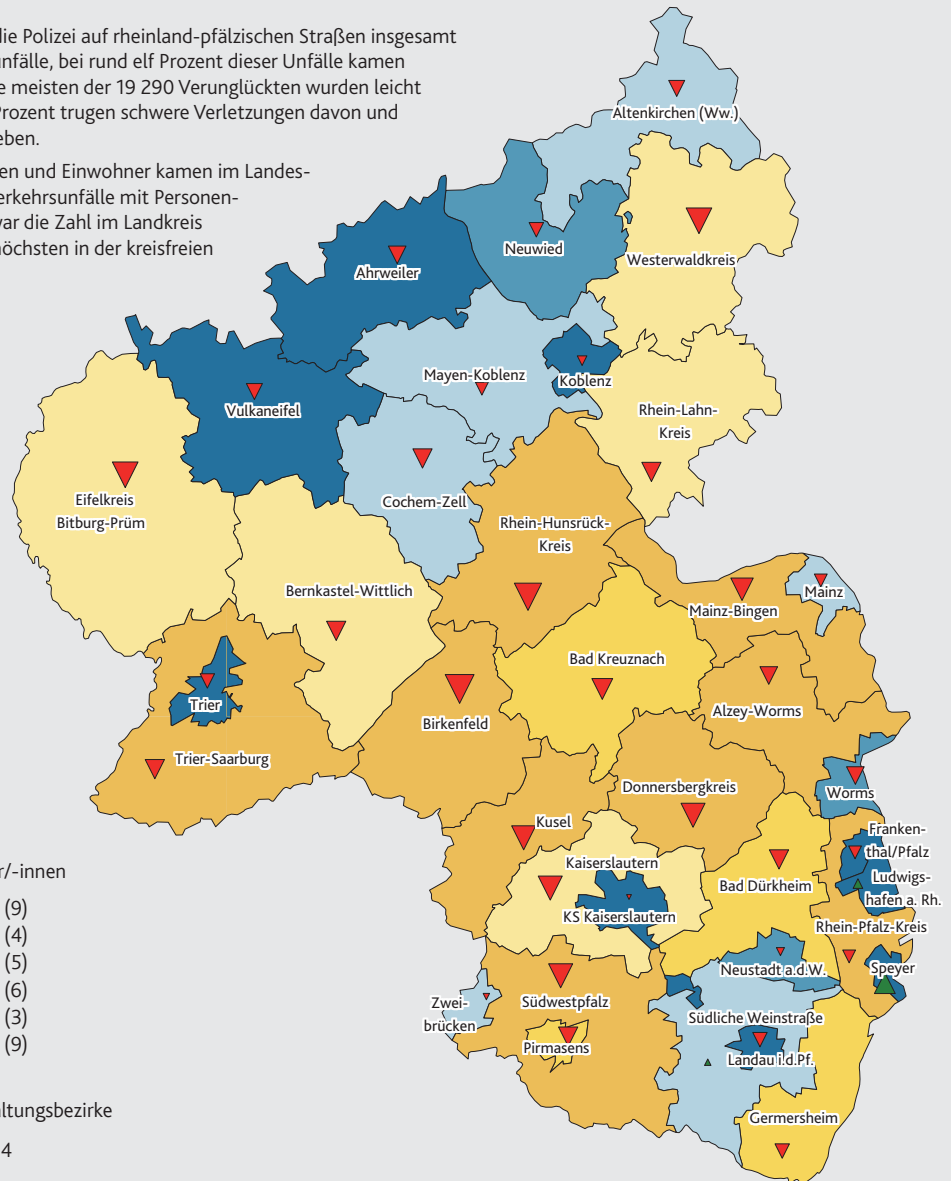 die Polizei auf rheinland-pfälzischen Straßen insgesamt
unfälle, bei rund elf Prozent dieser Unfälle kamen
e meisten der 19 290 Verunglückten wurden leicht
Prozent trugen schwere Verletzungen davon und
eben.
en und Einwohner kamen im Landes-
erkehrsunfälle mit Personen-
var die Zahl im Landkreis
höchsten in der kreisfreien
Altenkirchen (Ww.)
Neuwied
Westerwaldkreis
Ahrweiler
Mayen-Koblenz
Koblenz
Vulkaneifel
Rhein-Lahn-
Kreis
Eifelkreis
Bitburg-Prüm
Cochem-Zell
Rhein-Hunsrück-
Kreis
Bernkastel-Wittlich
Mainz
Mainz-Bingen
Bad Kreuznach
Trier
Birkenfeld
Alzey-Worms
Trier-Saarburg
Donnersbergkreis
Worms
Kusel
Franken-
thal/Pfalz
Kaiserslautern
Bad Dürkheim
Ludwigs-
hafen a. Rh.
r/-innen
KS Kaiserslautern
Rhein-Pfalz-Kreis
(9)
(4)
(5)
(6)
(3)
(9)
Neustadt a.d.W.
Speyer
Zwei-
brücken
Südwestpfalz
Südliche Weinstraße
Pirmasens
Landau i.d.Pf.
altungsbezirke
Germersheim
4